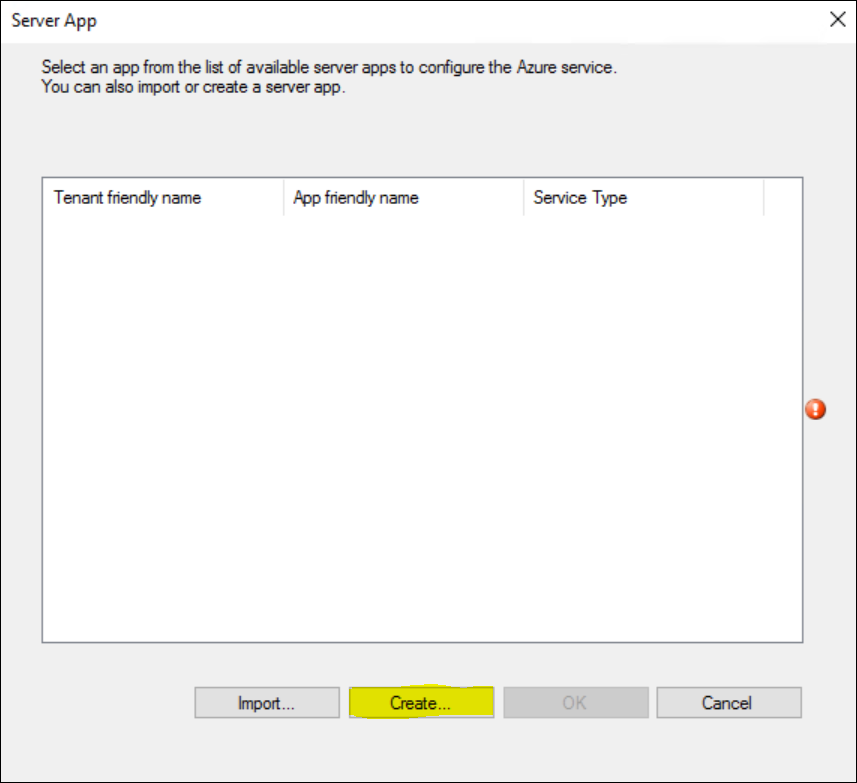 Server App
Select an app from the list of available server apps to configure the Azure service.
You can also import or create a server app.
Tenant friendly name App friendly name Service Type
Import... Create... OK Cancel